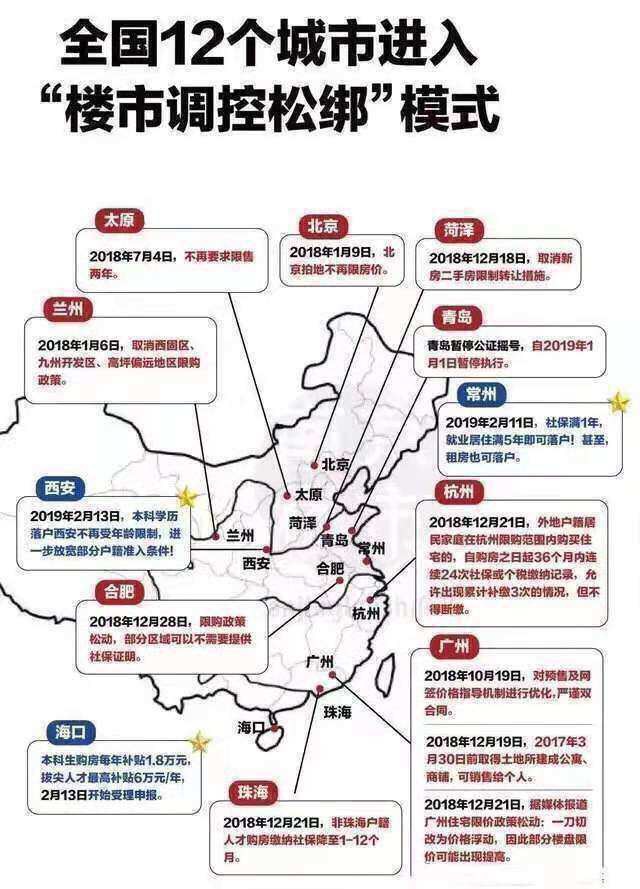 全国12个城市进入
“楼市调控松绑”模式
太原
2018年7月4日，不再要求限售
两年。
北京
2018年1月9日，北
京拍地不再限房价。
菏泽
2018年12月18日，取消新
房二手房限制转让措施。
兰州
2018年1月6日，取消西固区、
九州开发区、高坪偏远地区限购
政策。
青岛
青岛暂停公证摇号，自2019年1
月1日暂停执行。
常州
2019年2月11日，社保满1年，
就业居住满5年即可落户！甚至，
租房也可落户。
西安
2019年2月13日，本科学历
落户西安不再受年龄限制，进
一步放宽部分户籍准入条件！
杭州
2018年12月21日，外地户籍居
民家庭在杭州限购范围内购买住
宅的，自购房之日起36个月内连
续24次社保或个税缴纳记录，允
许出现累计补缴3次的情况，但不
得断缴。
合肥
2018年12月28日，限购政策
松动，部分区域可以不需要提供
社保证明。
广州
2018年10月19日，对预售及网
签价格指导机制进行优化,严谨双
合同。
2018年12月19日，2017年3
月30日前取得土地所建成公寓、
商铺，可销售给个人。
2018年12月21日，据媒体报道
广州住宅限价政策松动：一刀切
改为价格浮动，因此部分楼盘限
价可能出现提高。
海口
本科生购房每年补贴1.8万元，
拔尖人才最高补贴6万元/年，
2月13日开始受理申报。
珠海
2018年12月21日，非珠海户籍
人才购房缴纳社保降至1-12个
月。
北京
太原
菏泽
青岛
兰州
西安
常州
合肥
杭州
广州
珠海
海口